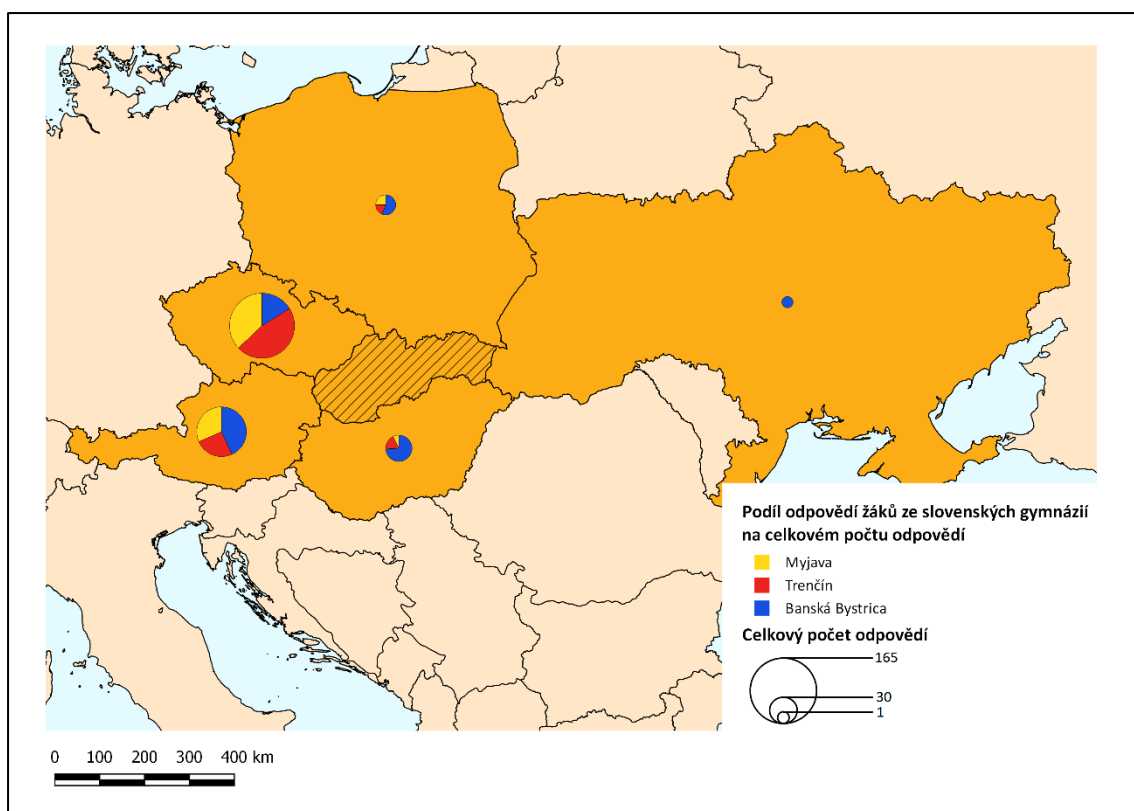 Podíl odpovědí žáků ze slovenských gymnázií
na celkovém počtu odpovědí
Myjava
Trenčín
Banská Bystrica
Celkový počet odpovědí
165
30
1
0 100 200 300 400 km